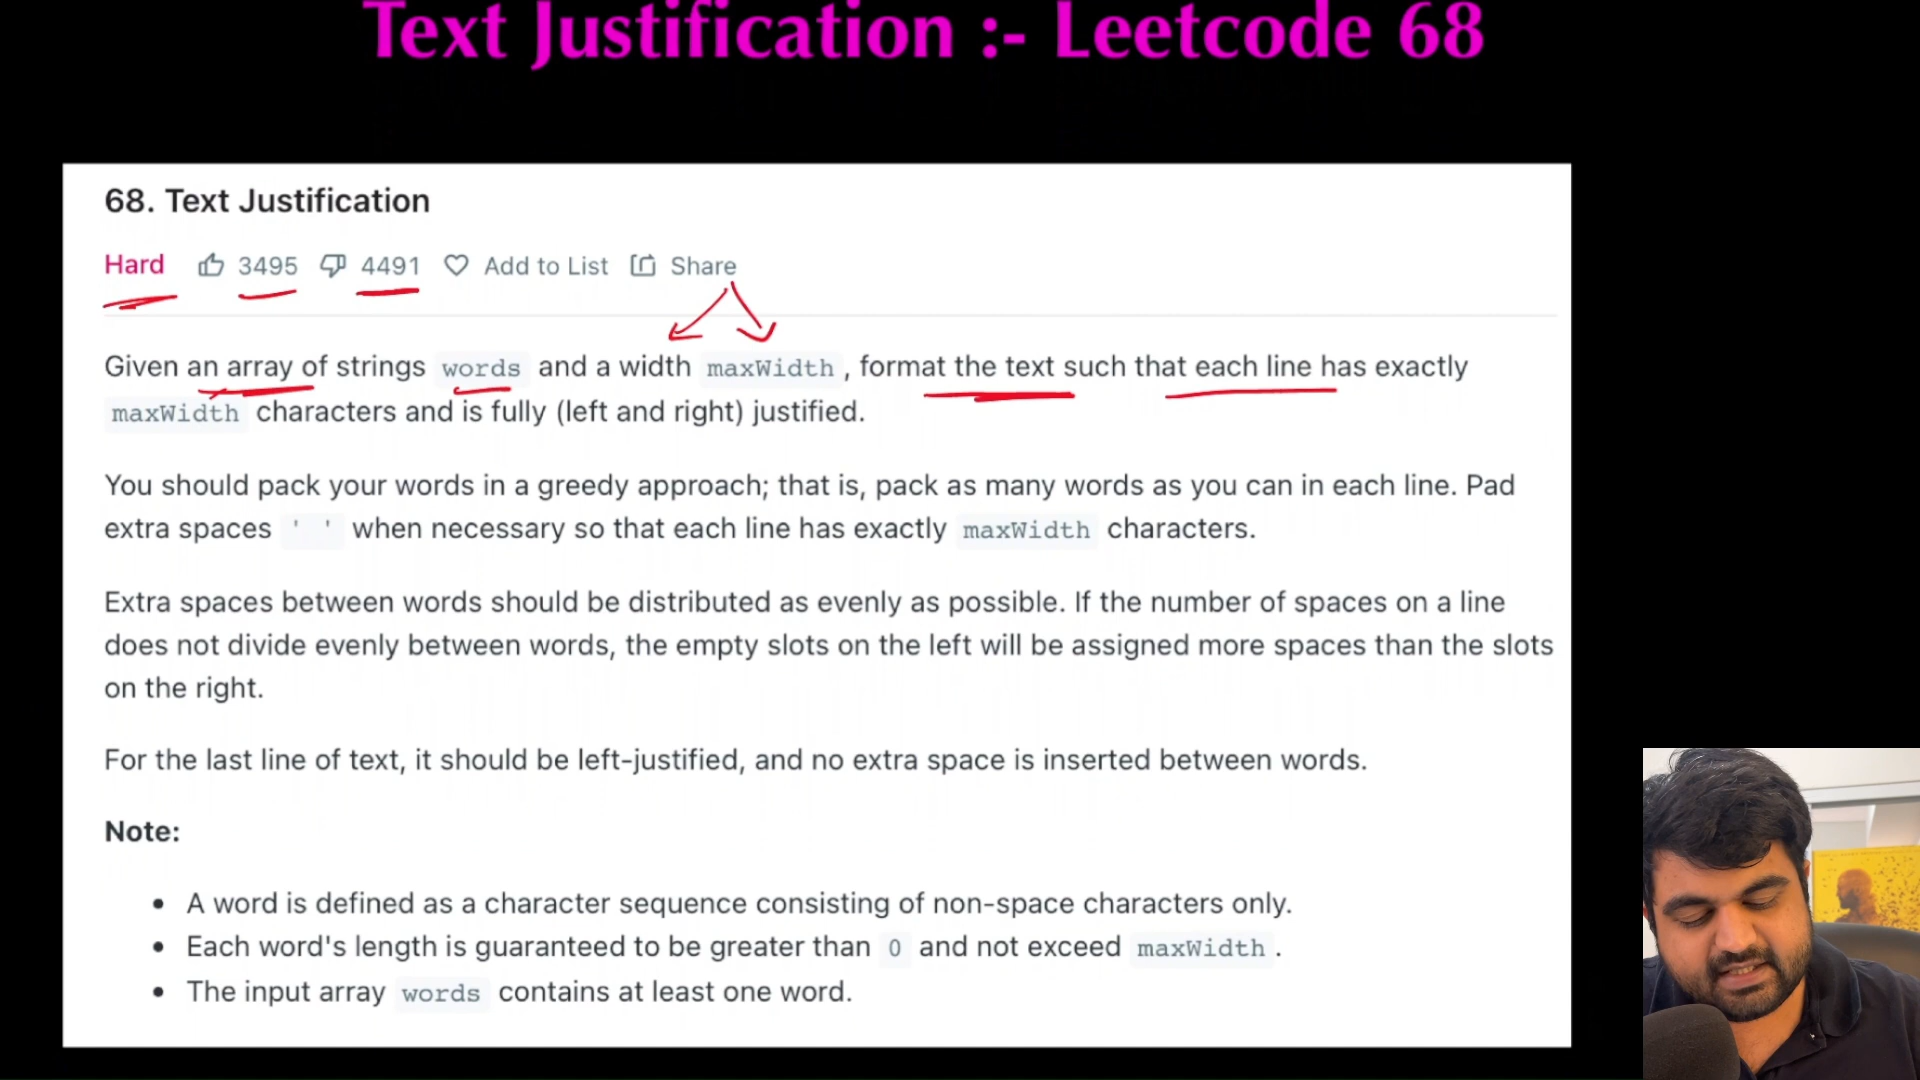 Text Justification :- Leetcode 68
68. Text Justification
Hard 3495 4491 Add to List Share
Given an array of strings words and a width maxWidth, format the text such that each line has exactly
maxWidth characters and is fully (left and right) justified.
You should pack your words in a greedy approach; that is, pack as many words as you can in each line. Pad
extra spaces ' ' when necessary so that each line has exactly maxWidth characters.
Extra spaces between words should be distributed as evenly as possible. If the number of spaces on a line
does not divide evenly between words, the empty slots on the left will be assigned more spaces than the slots
on the right.
For the last line of text, it should be left-justified, and no extra space is inserted between words.
Note:
• A word is defined as a character sequence consisting of non-space characters only.
• Each word's length is guaranteed to be greater than 0 and not exceed maxWidth.
• The input array words contains at least one word.